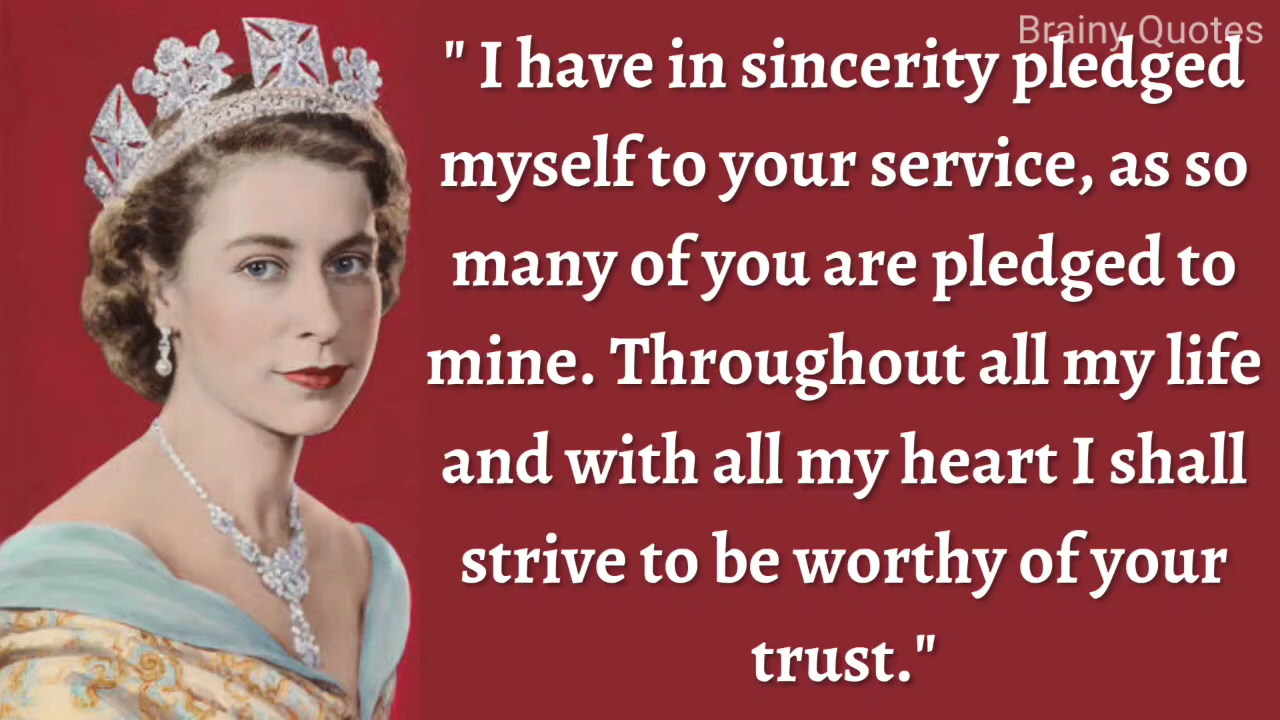 Brainy Quotes
" I have in sincerity pledged
myself to your service, as so
many of you are pledged to
mine. Throughout all my life
and with all my heart I shall
strive to be worthy of your
trust."